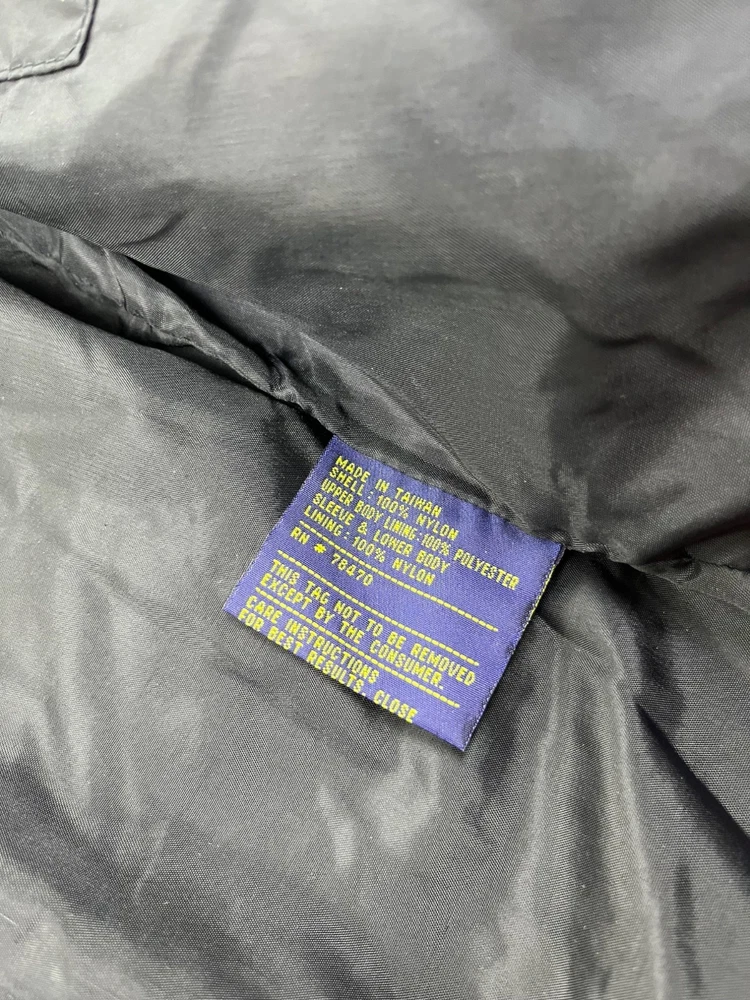 MADE IN TAIWAN
SHELL: 100% NYLON
UPPER BODY LINING:100% POLYESTER
SLEEVE & LOWER BODY
LINING: 100% NYLON
RN # 78470
THIS TAG NOT TO BE REMOVED
EXCEPT BY THE CONSUMER.
CARE INSTRUCTIONS
FOR BEST RESULTS, CLOSE